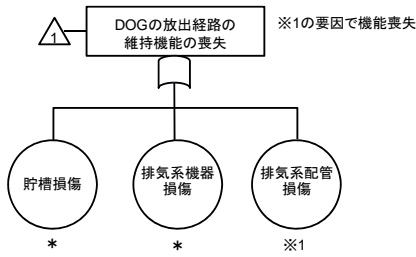 DOGの放出経路の
維持機能の喪失
※1の要因で機能喪失
1
貯槽損傷
排気系機器
損傷
排気系配管
損傷
*
*
※1